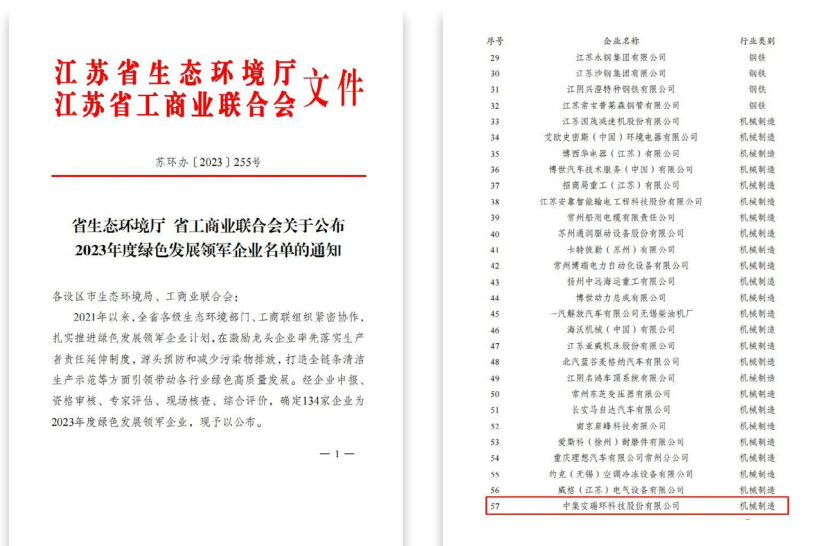 江苏省生态环境厅
江苏省工商业联合会
文件
苏环办〔2023〕255号
省生态环境厅 省工商业联合会关于公布
2023年度绿色发展领军企业名单的通知
各设区市生态环境局、工商业联合会:
2021年以来,全省各级生态环境部门、工商联组织紧密协作,
扎实推进绿色发展领军企业计划,在激励龙头企业率先落实生产
者责任延伸制度,源头预防和减少污染物排放,打造全链条清洁
生产示范等方面引领带动各行业绿色高质量发展。经企业申报、
资格审核、专家评估、现场核查、综合评价,确定134家企业为
2023年度绿色发展领军企业,现予以公布。
— 1 —
序号 企业名称 行业类别
29 江苏永钢集团有限公司 钢铁
30 江苏沙钢集团有限公司 钢铁
31 江阴兴澄特种钢铁有限公司 钢铁
32 江苏常宝普莱森钢管有限公司 钢铁
33 江苏国茂减速机股份有限公司 机械制造
34 艾欧史密斯(中国)环境电器有限公司 机械制造
35 博西华电器(江苏)有限公司 机械制造
36 博世汽车技术服务(中国)有限公司 机械制造
37 招商局重工(江苏)有限公司 机械制造
38 江苏安靠智能输电工程科技股份有限公司 机械制造
39 常州船用电缆有限责任公司 机械制造
40 苏州通润驱动设备股份有限公司 机械制造
41 卡特彼勒(苏州)有限公司 机械制造
42 常州博瑞电力自动化设备有限公司 机械制造
43 扬州中远海运重工有限公司 机械制造
44 博世动力总成有限公司 机械制造
45 一汽解放汽车有限公司无锡柴油机厂 机械制造
46 海沃机械(中国)有限公司 机械制造
47 江苏亚威机床股份有限公司 机械制造
48 北汽蓝谷麦格纳汽车有限公司 机械制造
49 江阴名鸿车顶系统有限公司 机械制造
50 常州东芝变压器有限公司 机械制造
51 长安马自达汽车有限公司 机械制造
52 南京泉峰科技有限公司 机械制造
53 爱斯科(徐州)耐磨件有限公司 机械制造
54 重庆理想汽车有限公司常州分公司 机械制造
55 约克(无锡)空调冷冻设备有限公司 机械制造
56 威格(江苏)电气设备有限公司 机械制造
57 中集安瑞环科技股份有限公司 机械制造